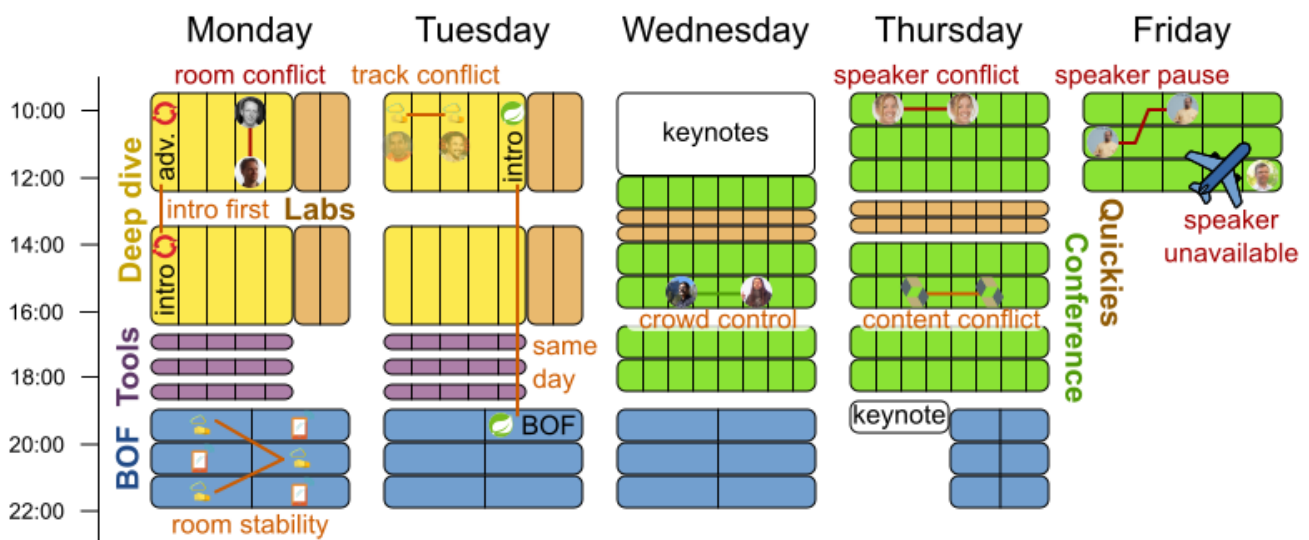 Monday
Tuesday
Wednesday
Thursday
Friday
room conflict
track conflict
speaker conflict
speaker pause
10:00
12:00
14:00
16:00
18:00
20:00
22:00
Deep dive
Tools
BOF
adv.
intro first
Labs
intro
intro
same
day
BOF
room stability
keynotes
crowd control
content conflict
keynote
Quickies
Conference
speaker
unavailable